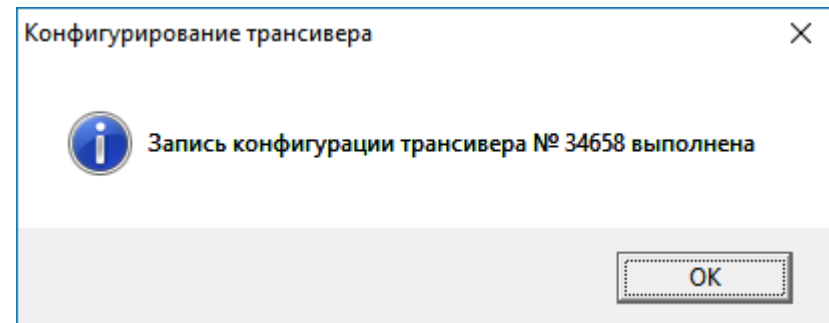 Конфигурирование трансивера
Запись конфигурации трансивера № 34658 выполнена
OK